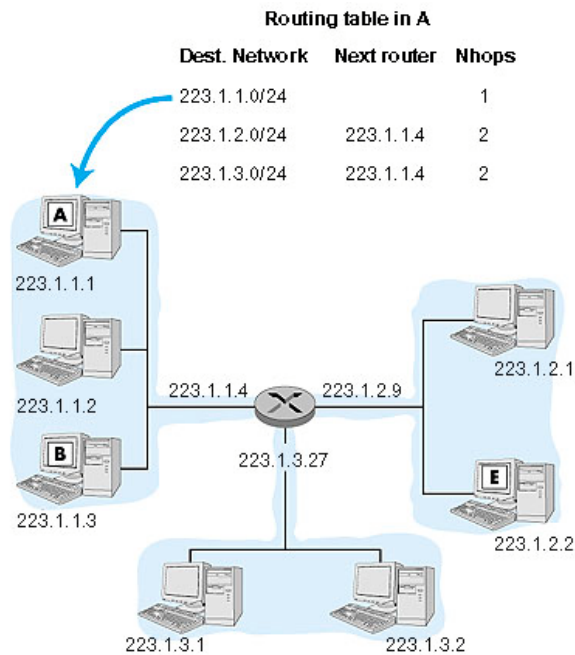 Routing table in A
Dest. Network Next router Nhops
223.1.1.0/24 1
223.1.2.0/24 223.1.1.4 2
223.1.3.0/24 223.1.1.4 2
A
223.1.1.1
223.1.1.2
B
223.1.1.3
223.1.1.4
223.1.2.9
223.1.3.27
223.1.2.1
E
223.1.2.2
223.1.3.1
223.1.3.2